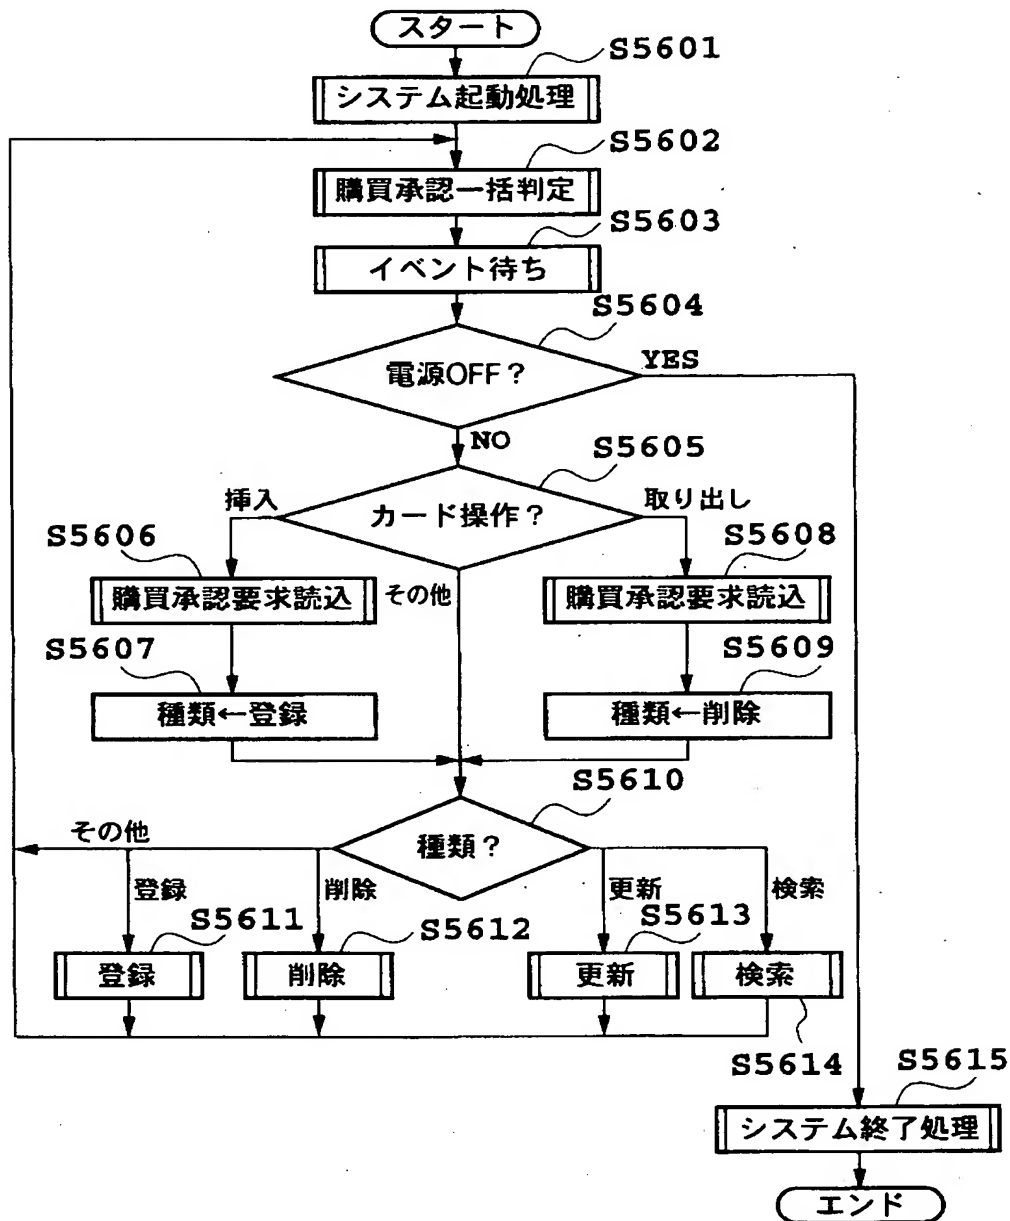 スタート
S5601
システム起動処理
S5602
購買承認一括判定
S5603
イベント待ち
S5604
電源OFF?
YES
NO
S5605
カード操作?
挿入
取り出し
その他
S5606
購買承認要求読込
S5608
購買承認要求読込
S5607
種類←登録
S5609
種類←削除
S5610
種類?
その他
登録
削除
更新
検索
S5611
登録
S5612
削除
S5613
更新
検索
S5614
S5615
システム終了処理
エンド